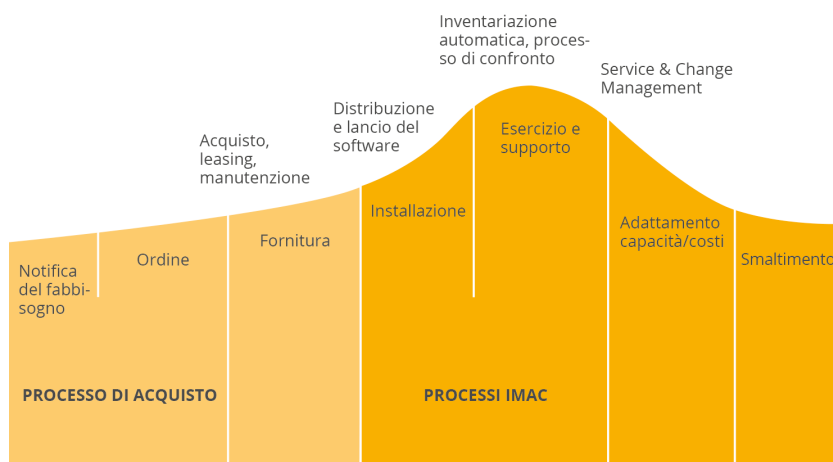 Inventariazione
automatica, proces-
so di confronto
Service & Change
Management
Distribuzione
e lancio del
software
Acquisto,
leasing,
manutenzione
Esercizio e
supporto
Installazione
Adattamento
capacità/costi
Fornitura
Ordine
Smaltimento
Notifica
del fabbi-
sogno
PROCESSO DI ACQUISTO
PROCESSI IMAC